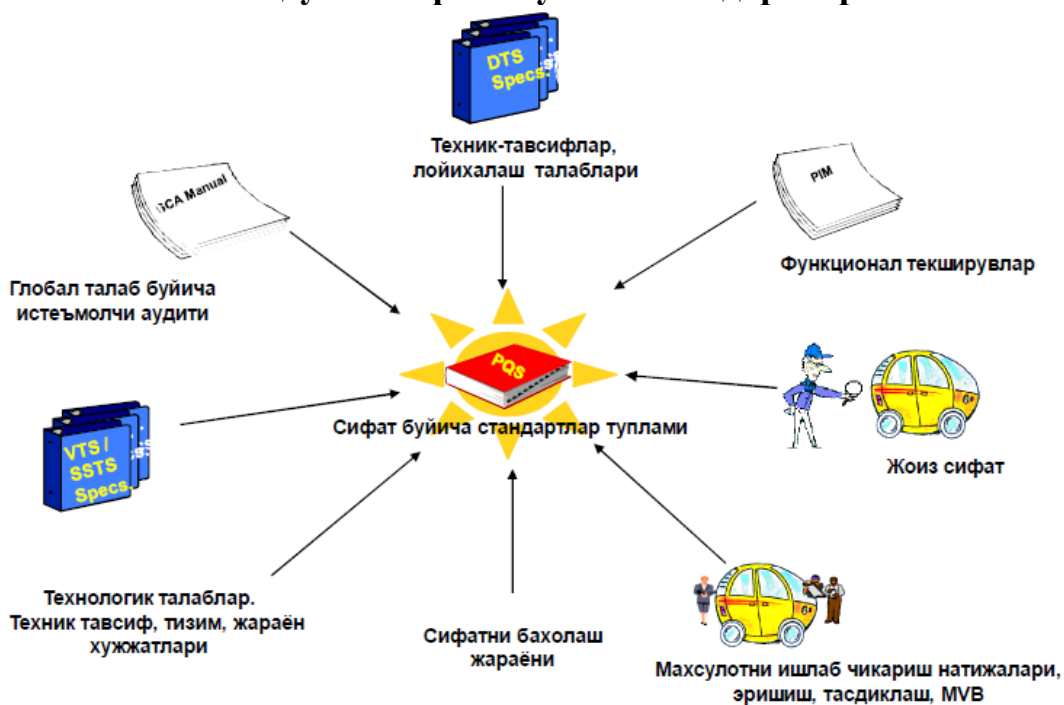 DTS
Specs.
Техник-тавсифлар,
лойихалаш талаблари
GCA Manual
PIM
Функционал текширувлар
Глобал талаб буйича
истеъмолчи аудити
PQS
Сифат буйича стандартлар туплами
VTS /
SSTS
Specs.
Жоиз сифат
Технологик талаблар.
Техник тавсиф, тизим, жараён
хужжатлари
Сифатни бахолаш
жараёни
Махсулотни ишлаб чикариш натижалари,
эришиш, тасдиклаш, MVB